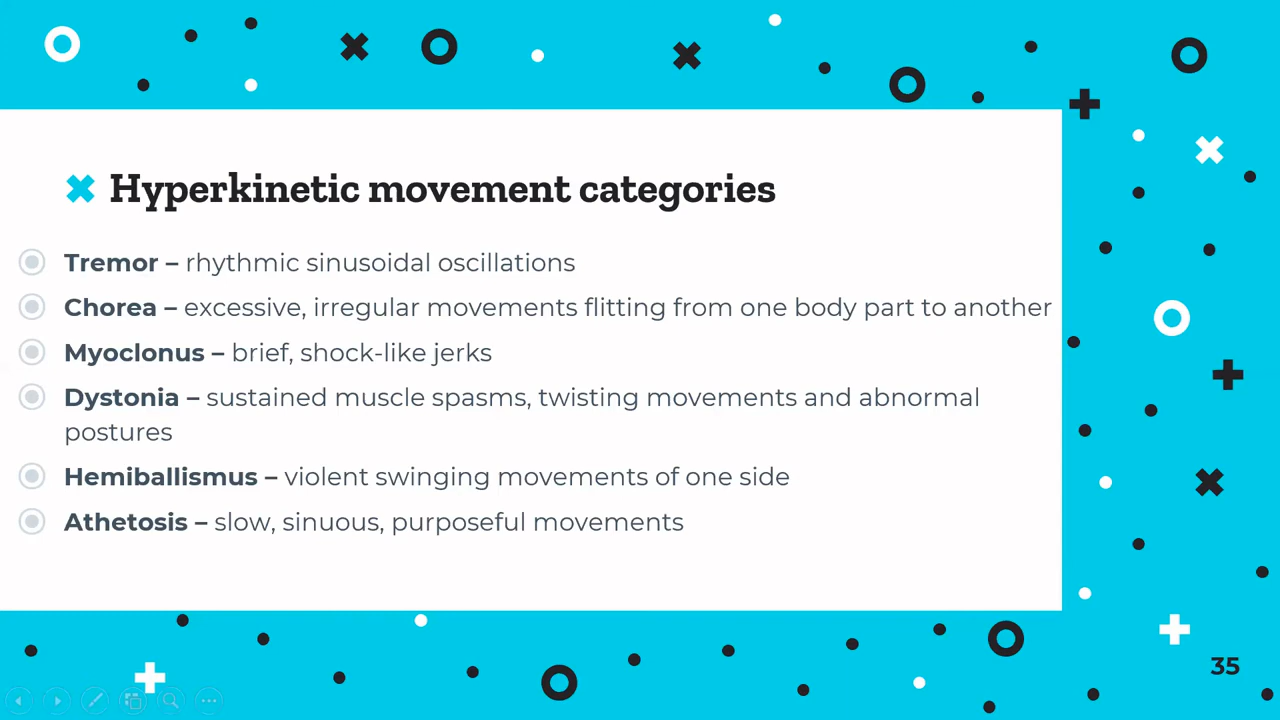 Hyperkinetic movement categories
Tremor – rhythmic sinusoidal oscillations
Chorea – excessive, irregular movements flitting from one body part to another
Myoclonus – brief, shock-like jerks
Dystonia – sustained muscle spasms, twisting movements and abnormal
postures
Hemiballismus – violent swinging movements of one side
Athetosis – slow, sinuous, purposeful movements
35